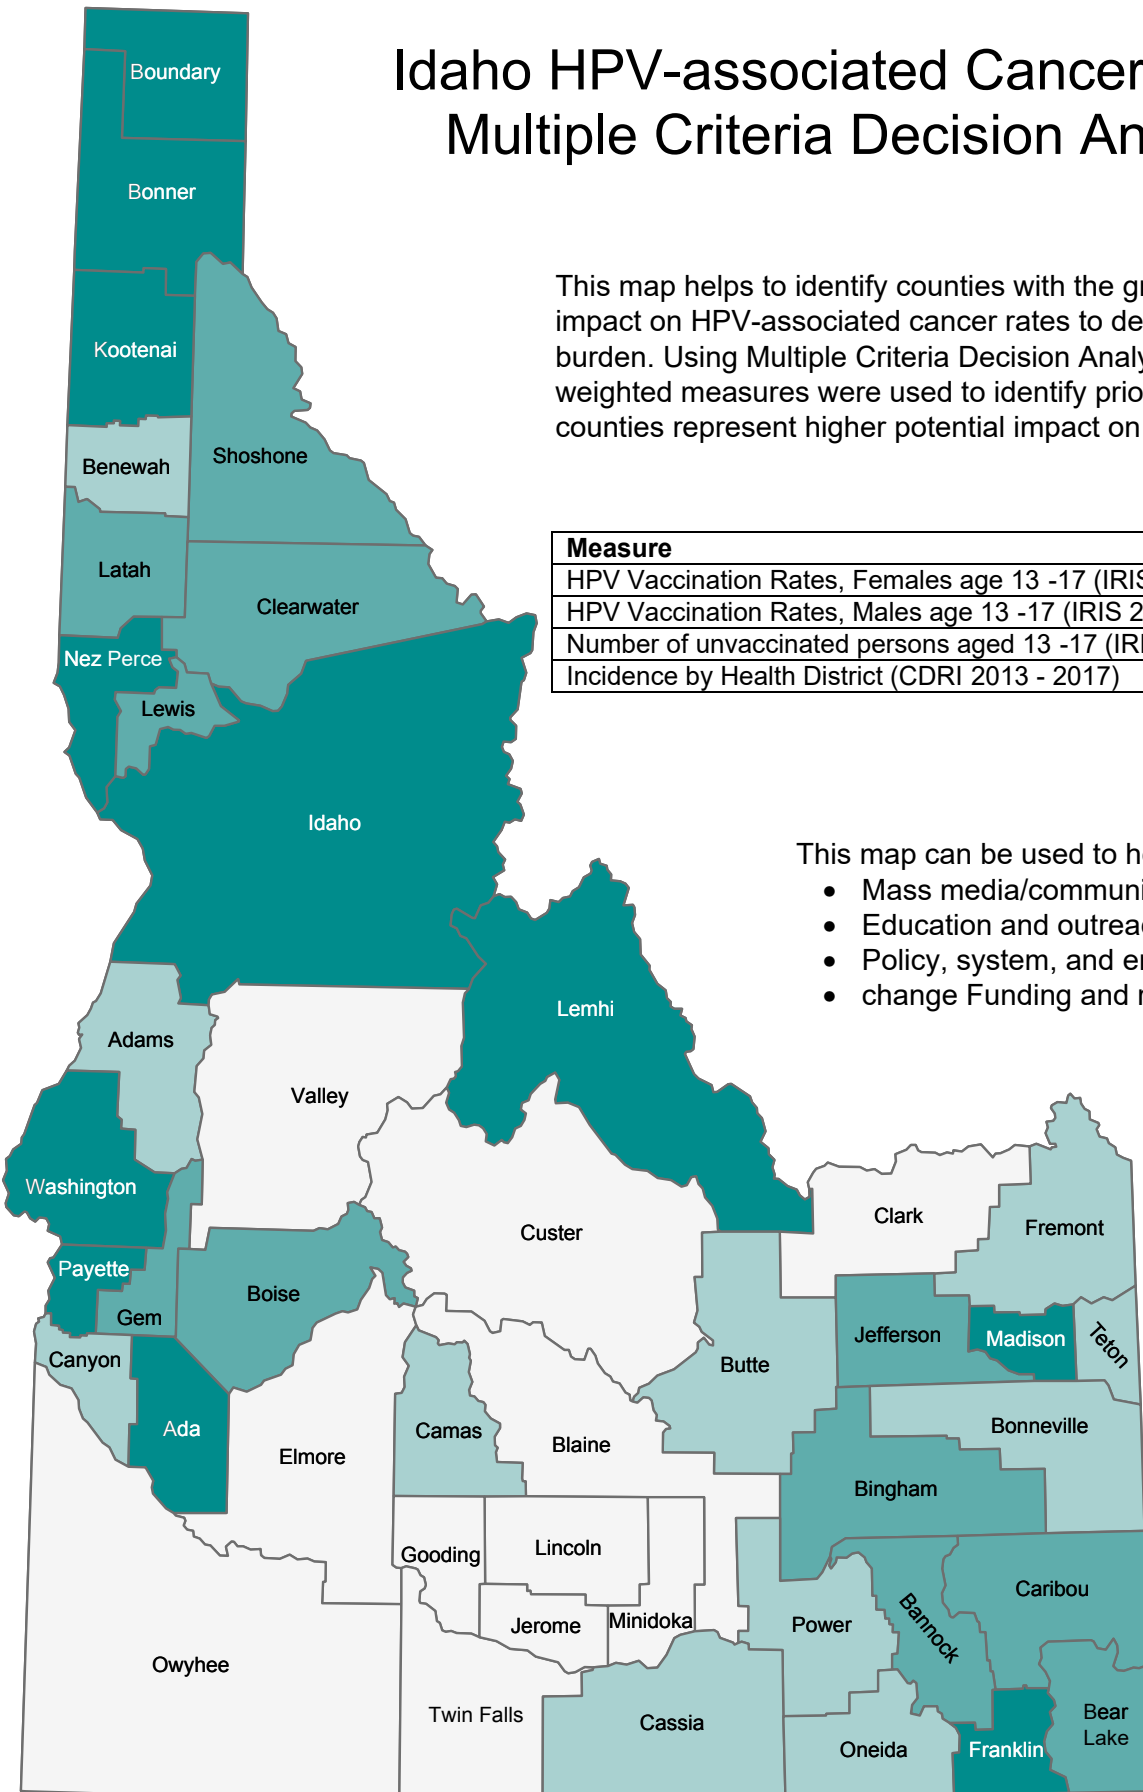 Idaho HPV-associated Cancer
Multiple Criteria Decision An
This map helps to identify counties with the gr
impact on HPV-associated cancer rates to de
burden. Using Multiple Criteria Decision Analy
weighted measures were used to identify prio
counties represent higher potential impact on
Measure
HPV Vaccination Rates, Females age 13 -17 (IRIS
HPV Vaccination Rates, Males age 13 -17 (IRIS 2
Number of unvaccinated persons aged 13 -17 (IRI
Incidence by Health District (CDRI 2013 - 2017)
This map can be used to he
• Mass media/communi
• Education and outreac
• Policy, system, and en
• change Funding and r
Boundary
Bonner
Kootenai
Benewah
Shoshone
Latah
Clearwater
Nez Perce
Lewis
Idaho
Lemhi
Adams
Valley
Washington
Custer
Clark
Fremont
Payette
Boise
Gem
Jefferson
Madison
Teton
Canyon
Butte
Ada
Camas
Blaine
Bonneville
Elmore
Bingham
Gooding
Lincoln
Caribou
Jerome
Minidoka
Power
Bannock
Owyhee
Twin Falls
Cassia
Oneida
Franklin
Bear
Lake